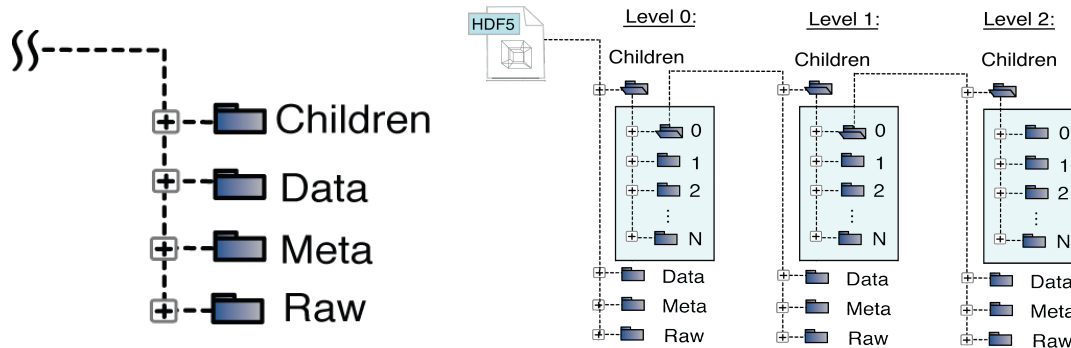 Children
Data
Meta
Raw
HDF5
Level 0:
Children
0
1
2
⋮
N
Data
Meta
Raw
Level 1:
Children
0
1
2
⋮
N
Data
Meta
Raw
Level 2:
Children
0
1
2
⋮
N
Data
Meta
Raw